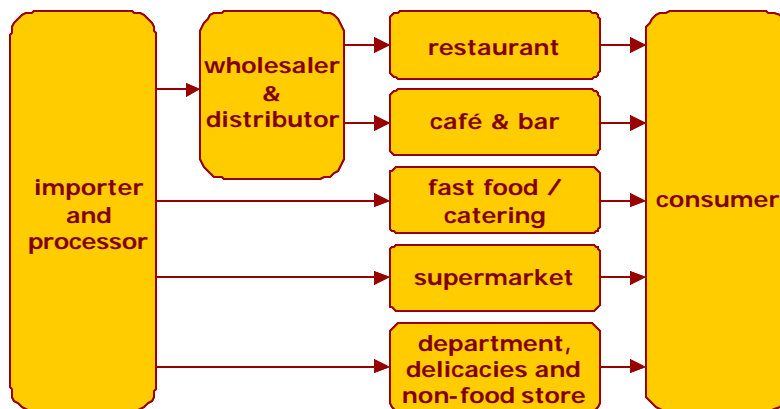 importer
and
processor
wholesaler
&
distributor
restaurant
café & bar
fast food /
catering
supermarket
department,
delicacies and
non-food store
consumer